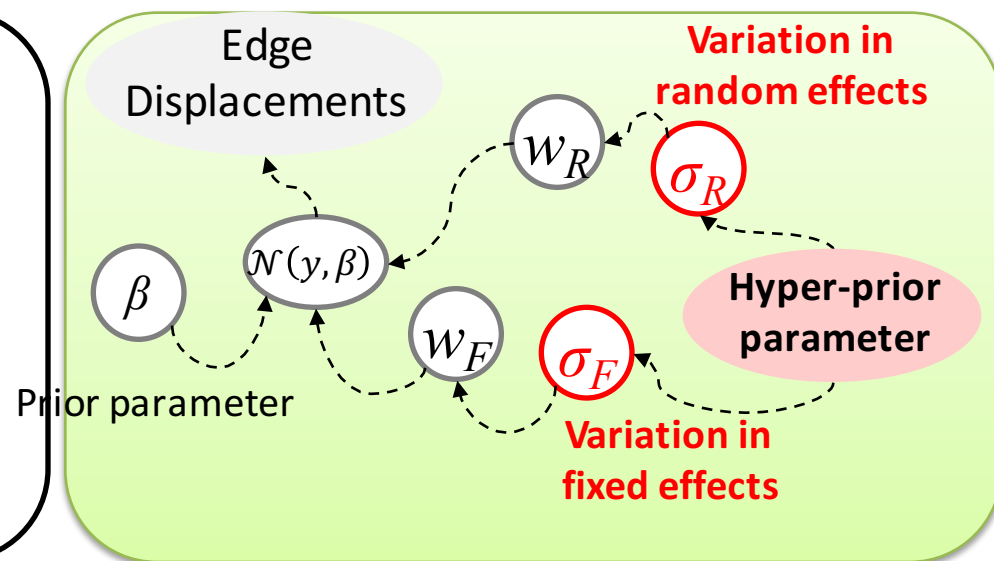 Edge
Displacements
Variation in
random effects
w_R
σ_R
𝒩(y, β)
β
Hyper-prior
parameter
w_F
σ_F
Prior parameter
Variation in
fixed effects